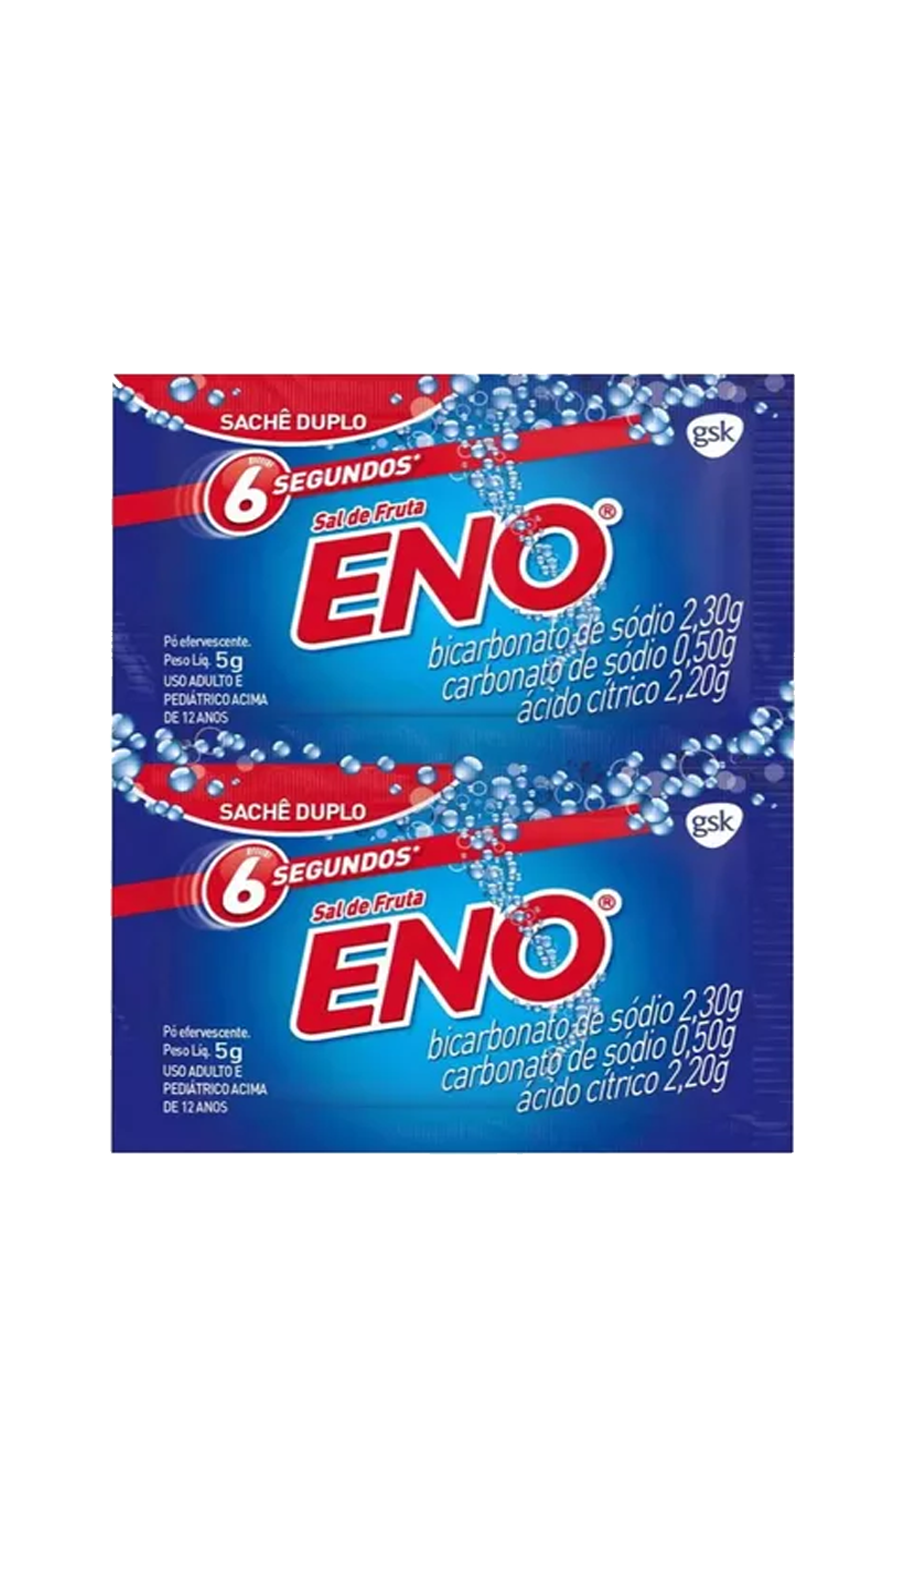 SACHÊ DUPLO
gsk
6 SEGUNDOS*
Sal de Fruta
ENO®
bicarbonato de sódio 2,30g
carbonato de sódio 0,50g
ácido cítrico 2,20g
Pó efervescente.
Peso Líq. 5g
USO ADULTO E
PEDIÁTRICO ACIMA
DE 12 ANOS
SACHÊ DUPLO
gsk
6 SEGUNDOS*
Sal de Fruta
ENO®
bicarbonato de sódio 2,30g
carbonato de sódio 0,50g
ácido cítrico 2,20g
Pó efervescente.
Peso Líq. 5g
USO ADULTO E
PEDIÁTRICO ACIMA
DE 12 ANOS